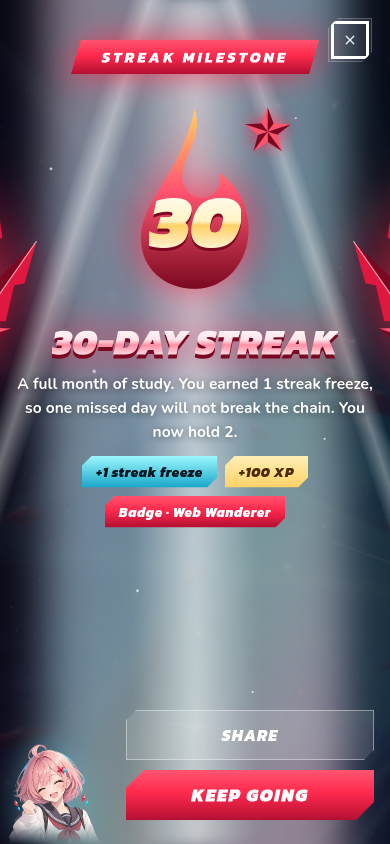 STREAK MILESTONE
×
30
30-DAY STREAK
A full month of study. You earned 1 streak freeze,
so one missed day will not break the chain. You
now hold 2.
+1 streak freeze
+100 XP
Badge · Web Wanderer
SHARE
KEEP GOING